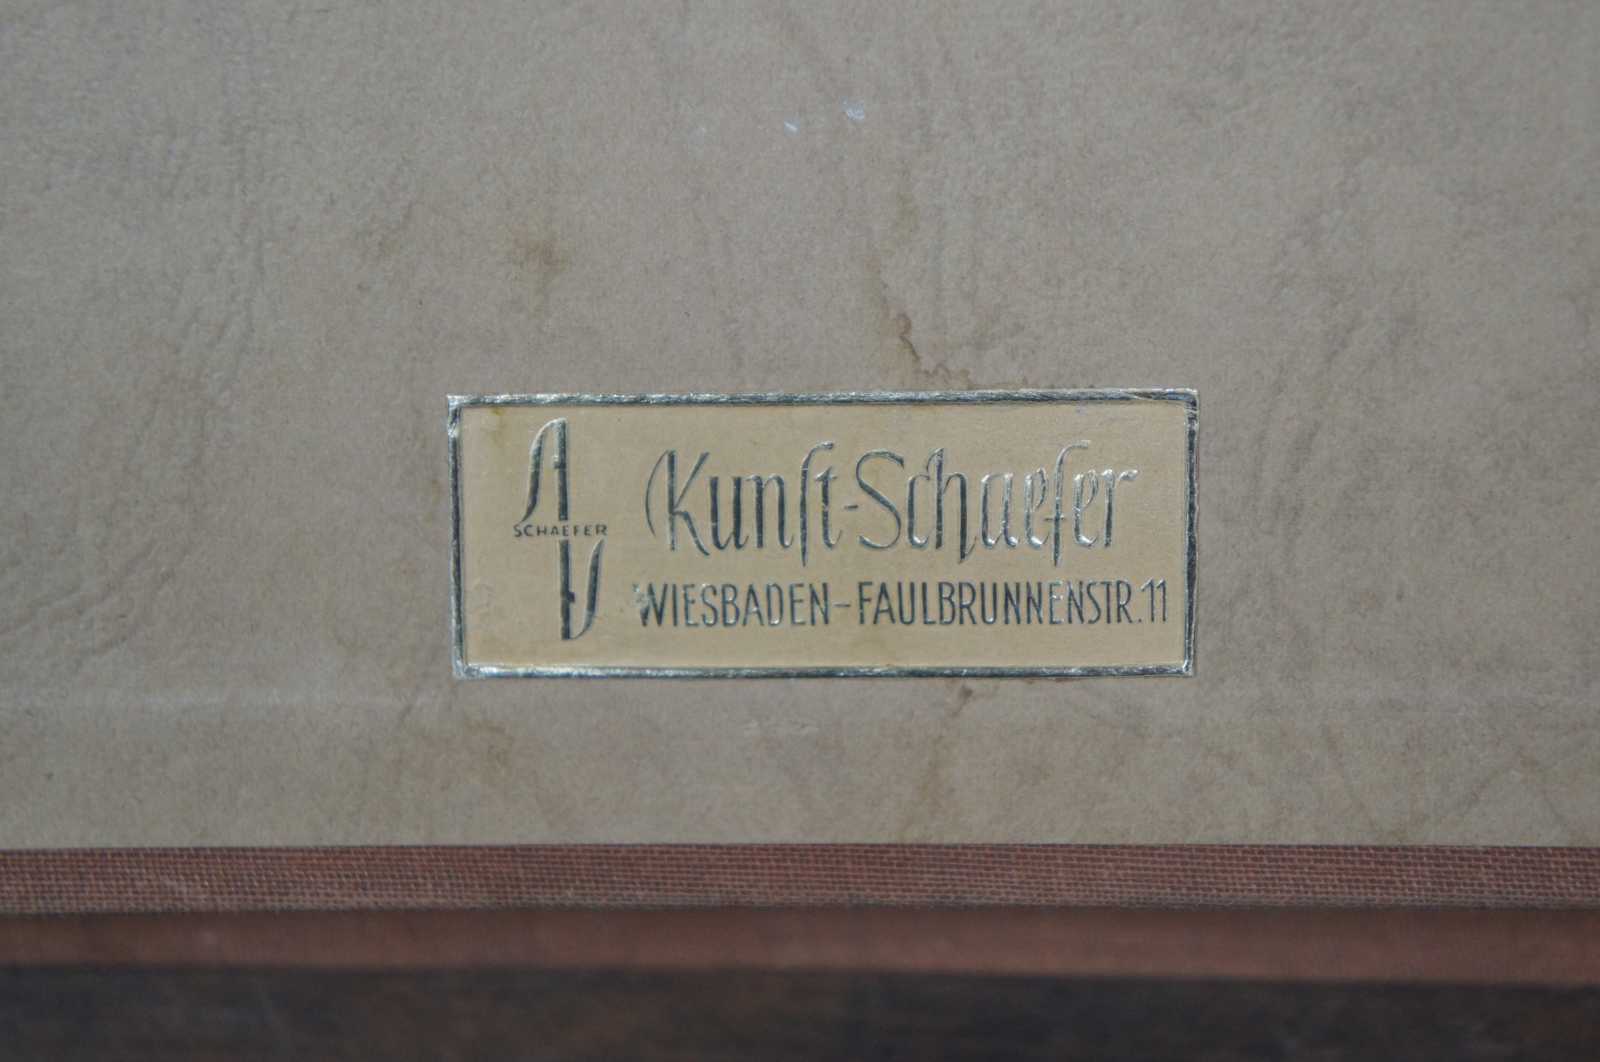 A
SCHAEFER
V
Kunſt-Schaefer
WIESBADEN-FAULBRUNNENSTR.11